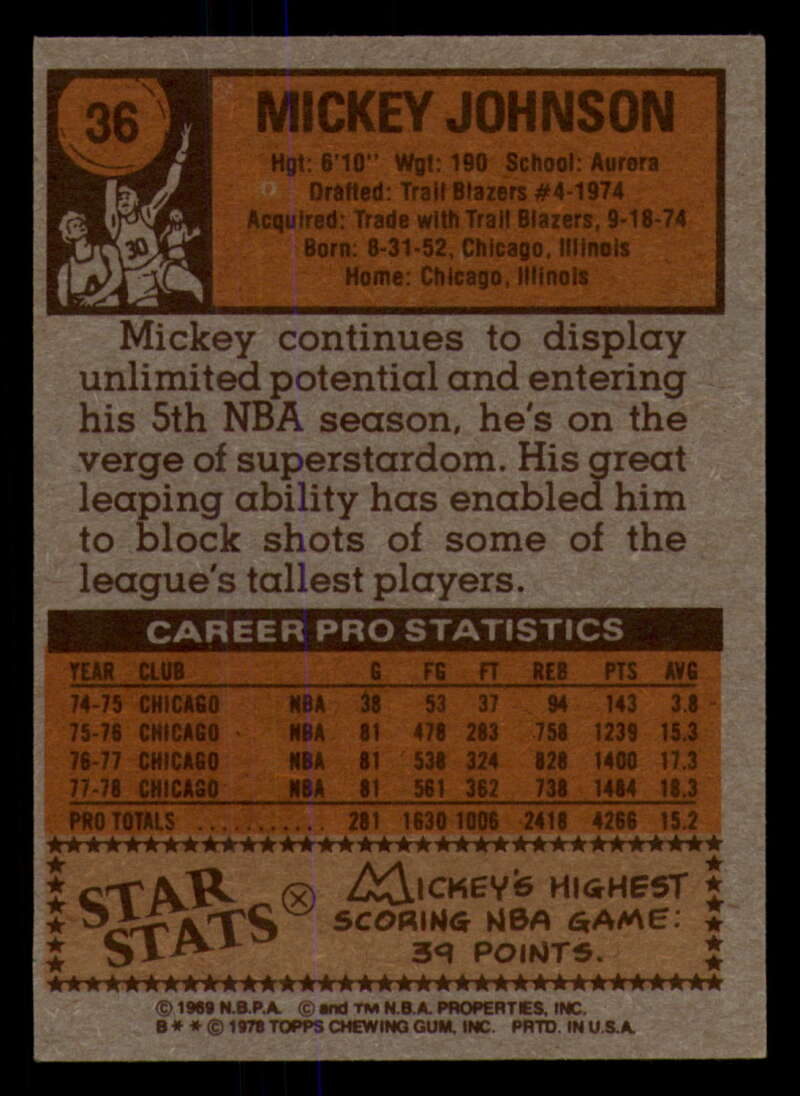 36
MICKEY JOHNSON
Hgt: 6'10" Wgt: 190 School: Aurora
Drafted: Trail Blazers #4-1974
Acquired: Trade with Trail Blazers, 9-18-74
Born: 8-31-52, Chicago, Illinois
Home: Chicago, Illinois
30
A
Mickey continues to display
unlimited potential and entering
his 5th NBA season, he's on the
verge of superstardom. His great
leaping ability has enabled him
to block shots of some of the
league's tallest players.
CAREER PRO STATISTICS
YEAR CLUB G FG FT REB PTS AVG
74-75 CHICAGO NBA 38 53 37 94 143 3.8
75-76 CHICAGO NBA 81 478 283 758 1239 15.3
76-77 CHICAGO NBA 81 538 324 828 1400 17.3
77-78 CHICAGO NBA 81 561 362 738 1484 18.3
PRO TOTALS ........... 281 1630 1006 2418 4266 15.2
STAR STATS
MICKEY'S HIGHEST
SCORING NBA GAME:
39 POINTS.
© 1969 N.B.P.A. © and TM N.B.A. PROPERTIES, INC.
B * * © 1978 TOPPS CHEWING GUM, INC. PRTD. IN U.S.A.